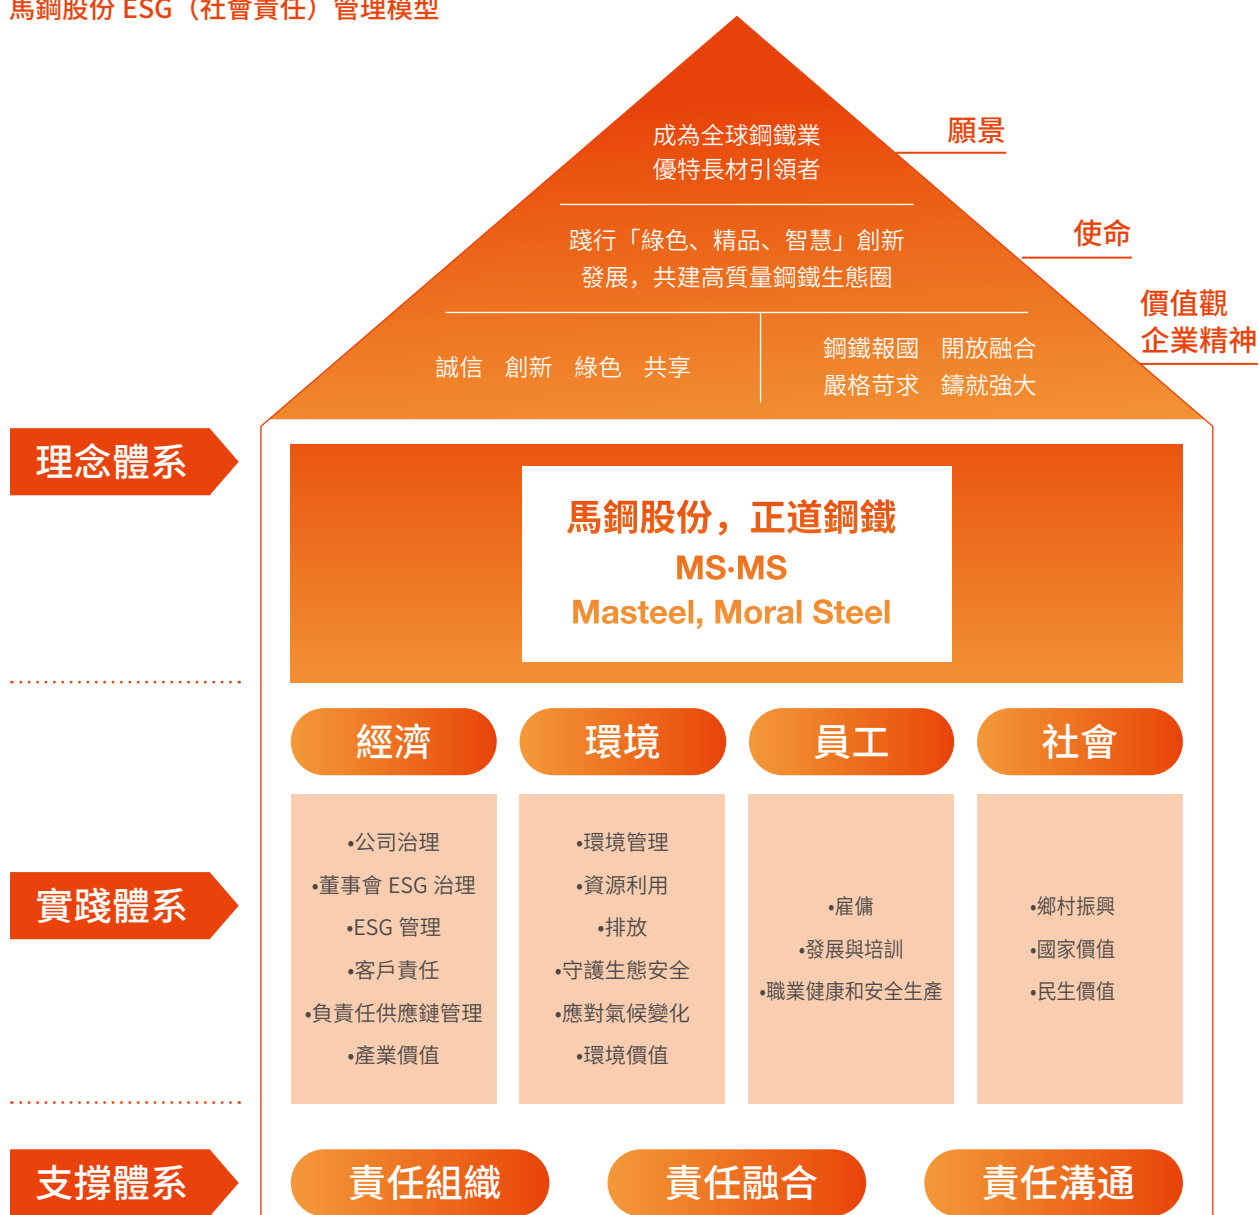 馬鋼股份 ESG（社會責任）管理模型
成為全球鋼鐵業
優特長材引領者
願景
踐行「綠色、精品、智慧」創新
發展，共建高質量鋼鐵生態圈
使命
誠信 創新 綠色 共享
鋼鐵報國 開放融合
嚴格苛求 鑄就強大
價值觀
企業精神
理念體系
馬鋼股份，正道鋼鐵
MS·MS
Masteel, Moral Steel
實踐體系
經濟
•公司治理
•董事會 ESG 治理
•ESG 管理
•客戶責任
•負責任供應鏈管理
•產業價值
環境
•環境管理
•資源利用
•排放
•守護生態安全
•應對氣候變化
•環境價值
員工
•雇傭
•發展與培訓
•職業健康和安全生產
社會
•鄉村振興
•國家價值
•民生價值
支撐體系
責任組織
責任融合
責任溝通